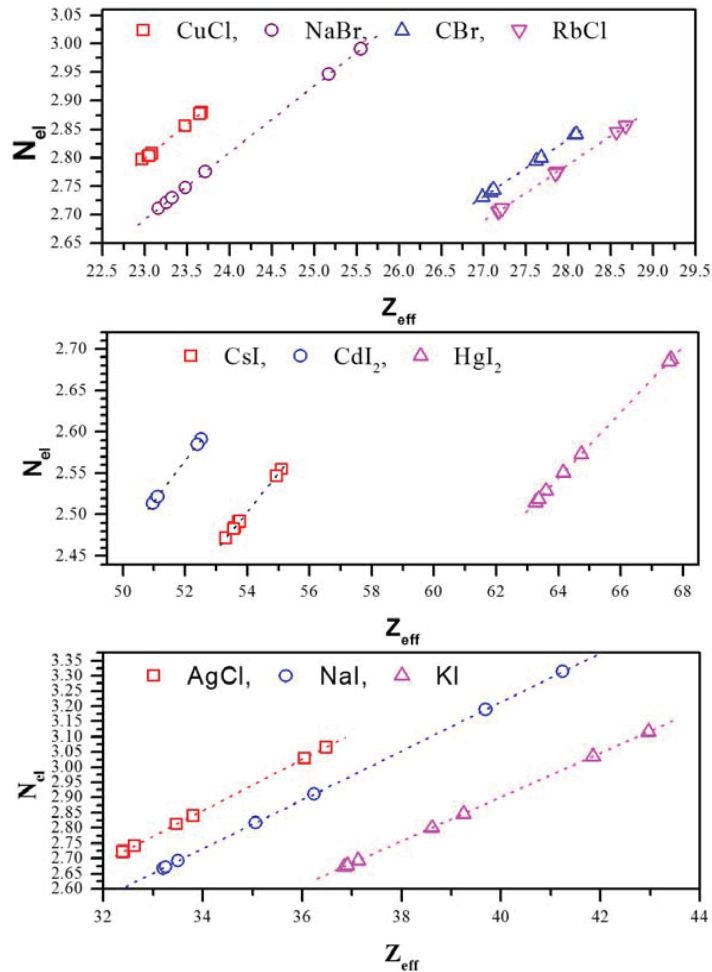 CuCl, NaBr, CBr, RbCl
3.05
3.00
2.95
2.90
2.85
2.80
2.75
2.70
2.65
N_el
22.5 23.0 23.5 24.0 24.5 25.0 25.5 26.0 26.5 27.0 27.5 28.0 28.5 29.0 29.5
Z_eff
CsI, CdI₂, HgI₂
2.70
2.65
2.60
2.55
2.50
2.45
N_el
50 52 54 56 58 60 62 64 66 68
Z_eff
AgCl, NaI, KI
3.35
3.30
3.25
3.20
3.15
3.10
3.05
3.00
2.95
2.90
2.85
2.80
2.75
2.70
2.65
2.60
N_el
32 34 36 38 40 42 44
Z_eff